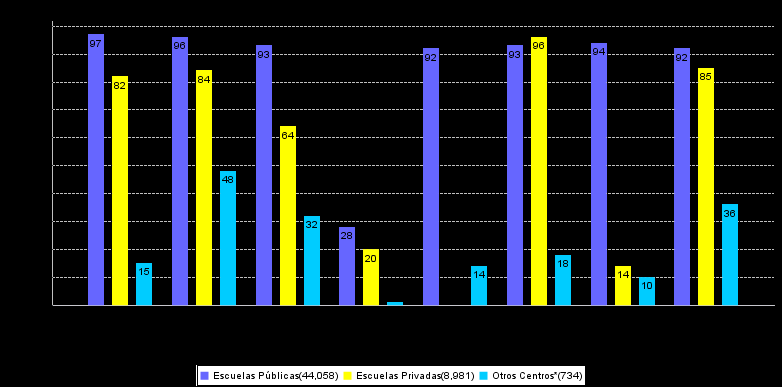 97 82 15 96 84 48 93 64 32 28 20 92 14 93 96 18 94 14 10 92 85 36
Escuelas Públicas(44,058) Escuelas Privadas(8,981) Otros Centros*(734)